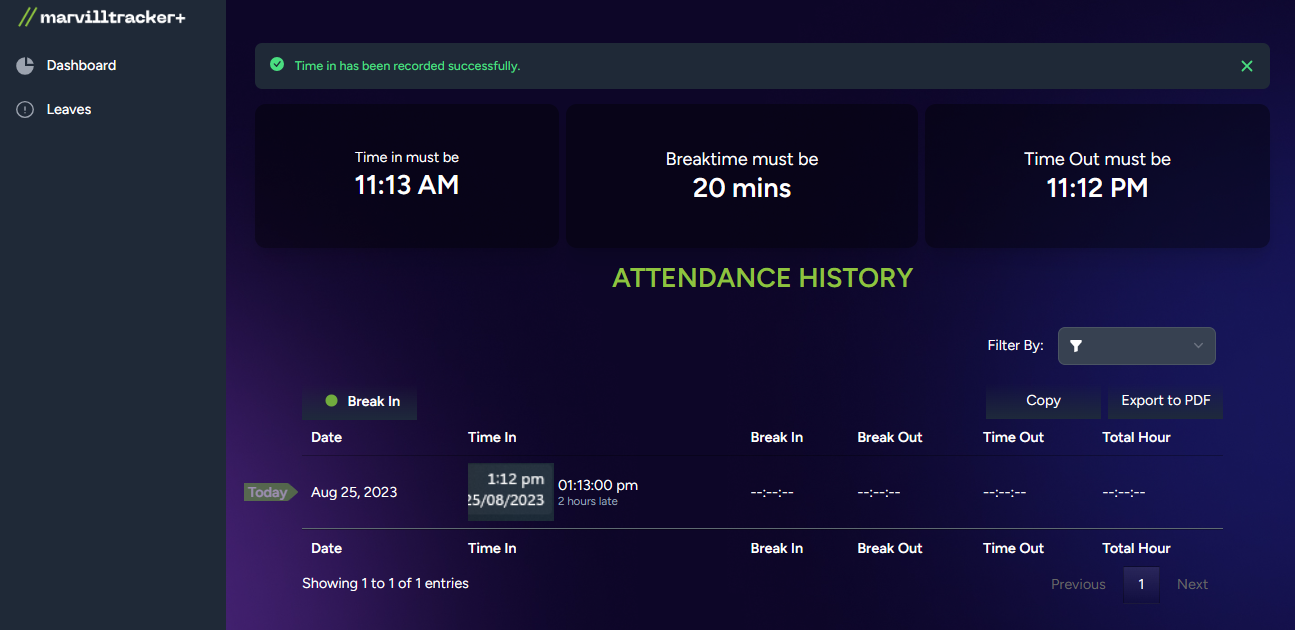 // marvilltracker+
Dashboard
Leaves
Time in has been recorded successfully.
Time in must be
11:13 AM
Breaktime must be
20 mins
Time Out must be
11:12 PM
ATTENDANCE HISTORY
Filter By:
Break In
Copy
Export to PDF
Date Time In Break In Break Out Time Out Total Hour
Today
Aug 25, 2023
1:12 pm
25/08/2023
01:13:00 pm
2 hours late
--:--:-- --:--:-- --:--:-- --:--:--
Date Time In Break In Break Out Time Out Total Hour
Showing 1 to 1 of 1 entries
Previous 1 Next